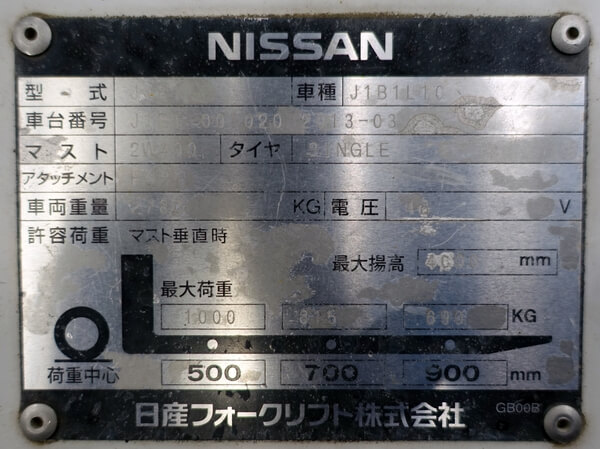 NISSAN
型式 車種 J1B1L10
車台番号 2013-03
マスト タイヤ SINGLE
アタッチメント
車両重量 KG 電圧 V
許容荷重 マスト垂直時
最大揚高 mm
最大荷重
1000 KG
荷重中心 500 700 900 mm
日産フォークリフト株式会社 GB00B